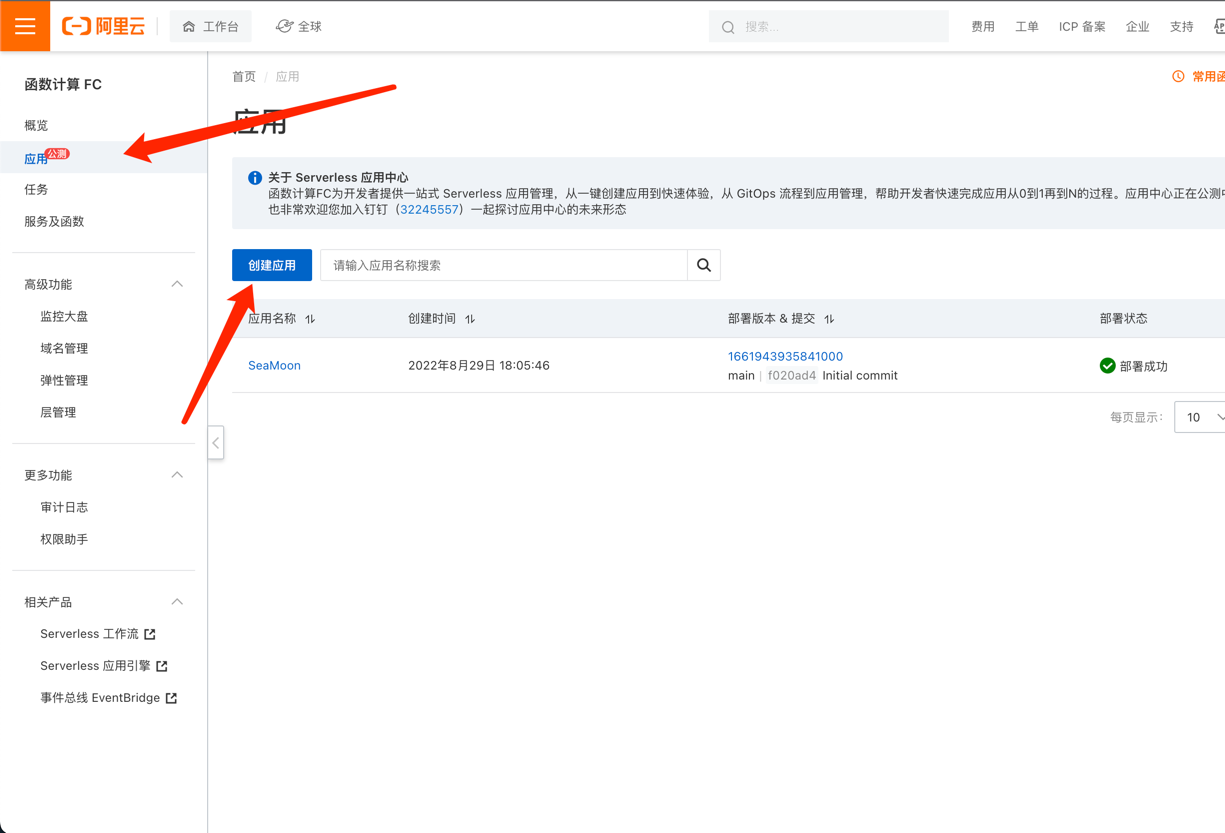 阿里云
工作台
全球
搜索...
费用
工单
ICP 备案
企业
支持
函数计算 FC
概览
应用 公测
任务
服务及函数
高级功能
监控大盘
域名管理
弹性管理
层管理
更多功能
审计日志
权限助手
相关产品
Serverless 工作流
Serverless 应用引擎
事件总线 EventBridge
首页 / 应用
常用函
应用
关于 Serverless 应用中心
函数计算FC为开发者提供一站式 Serverless 应用管理，从一键创建应用到快速体验，从 GitOps 流程到应用管理，帮助开发者快速完成应用从0到1再到N的过程。应用中心正在公测中
也非常欢迎您加入钉钉（32245557）一起探讨应用中心的未来形态
创建应用
请输入应用名称搜索
应用名称 创建时间 部署版本 & 提交 部署状态
SeaMoon 2022年8月29日 18:05:46 1661943935841000 部署成功
main | f020ad4 Initial commit
每页显示: 10